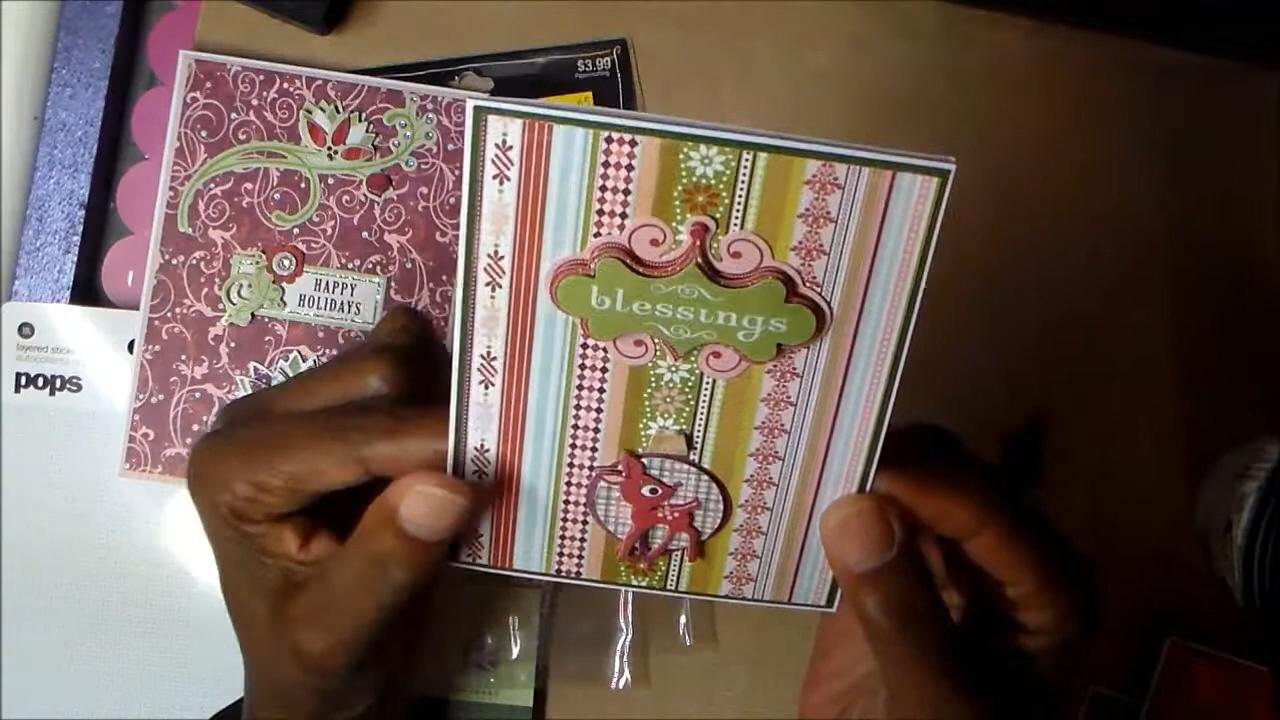 $3.99
HAPPY
HOLIDAYS
blessings
layered stick
pops